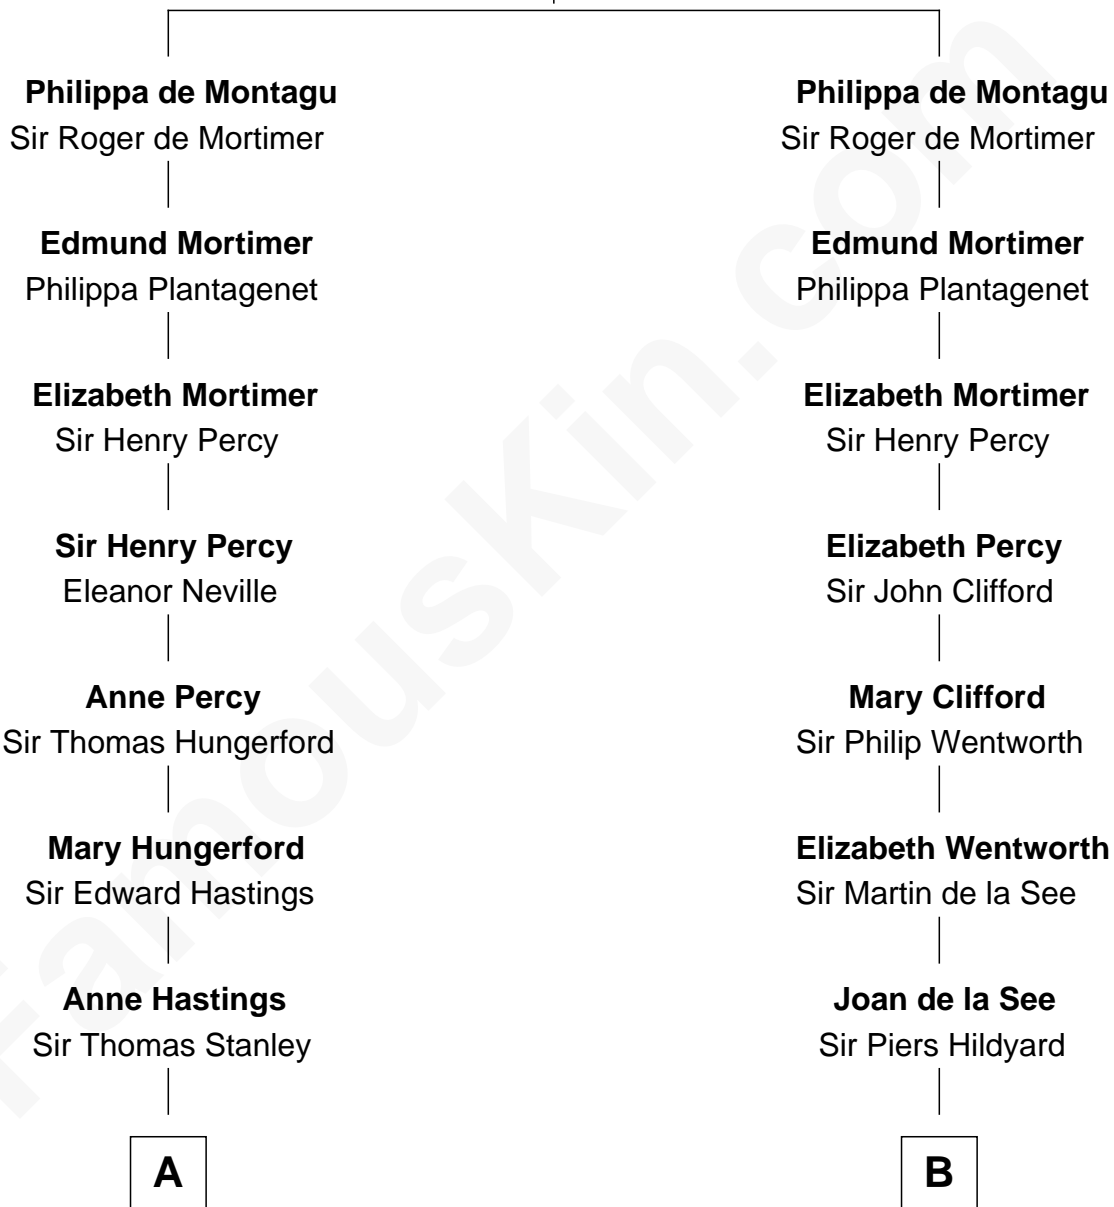 Philippa de Montagu
Sir Roger de Mortimer
Philippa de Montagu
Sir Roger de Mortimer
Edmund Mortimer
Philippa Plantagenet
Edmund Mortimer
Philippa Plantagenet
Elizabeth Mortimer
Sir Henry Percy
Elizabeth Mortimer
Sir Henry Percy
Sir Henry Percy
Eleanor Neville
Elizabeth Percy
Sir John Clifford
Anne Percy
Sir Thomas Hungerford
Mary Clifford
Sir Philip Wentworth
Mary Hungerford
Sir Edward Hastings
Elizabeth Wentworth
Sir Martin de la See
Anne Hastings
Sir Thomas Stanley
Joan de la See
Sir Piers Hildyard
A
B
FamousKin.com